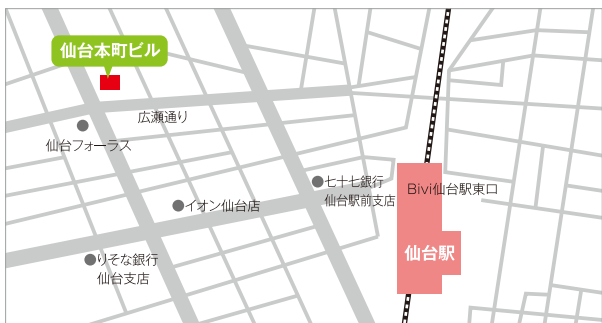 仙台本町ビル
広瀬通り
仙台フォーラス
七十七銀行
仙台駅前支店
Bivi仙台駅東口
イオン仙台店
仙台駅
りそな銀行
仙台支店